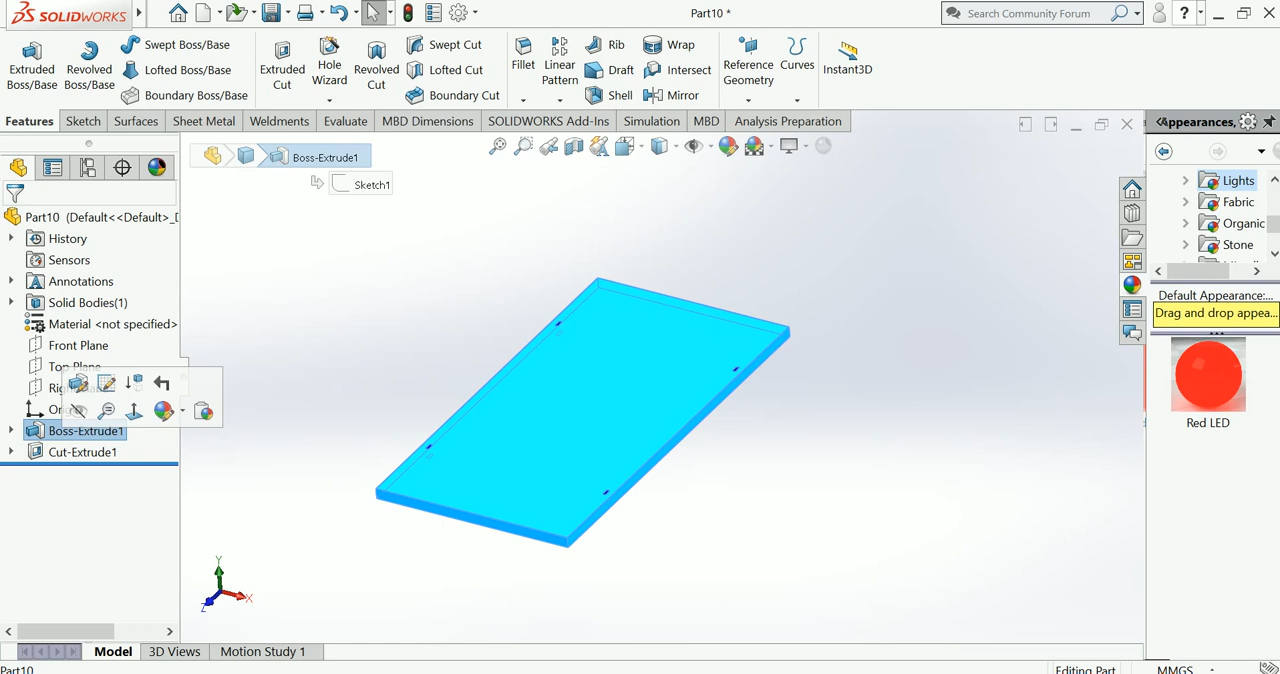 SOLIDWORKS
Part10 *
Search Community Forum
?
Extruded Boss/Base
Revolved Boss/Base
Swept Boss/Base
Lofted Boss/Base
Boundary Boss/Base
Extruded Cut
Hole Wizard
Revolved Cut
Swept Cut
Lofted Cut
Boundary Cut
Fillet
Linear Pattern
Rib
Draft
Shell
Wrap
Intersect
Mirror
Reference Geometry
Curves
Instant3D
Features
Sketch
Surfaces
Sheet Metal
Weldments
Evaluate
MBD Dimensions
SOLIDWORKS Add-Ins
Simulation
MBD
Analysis Preparation
Boss-Extrude1
Sketch1
Part10 (Default<<Default>_D
History
Sensors
Annotations
Solid Bodies(1)
Material <not specified>
Front Plane
Top Plane
Boss-Extrude1
Cut-Extrude1
Y
X
Z
Appearances,
Lights
Fabric
Organic
Stone
Default Appearance:...
Drag and drop appea...
Red LED
Model
3D Views
Motion Study 1
Part10
Editing Part
MMGS